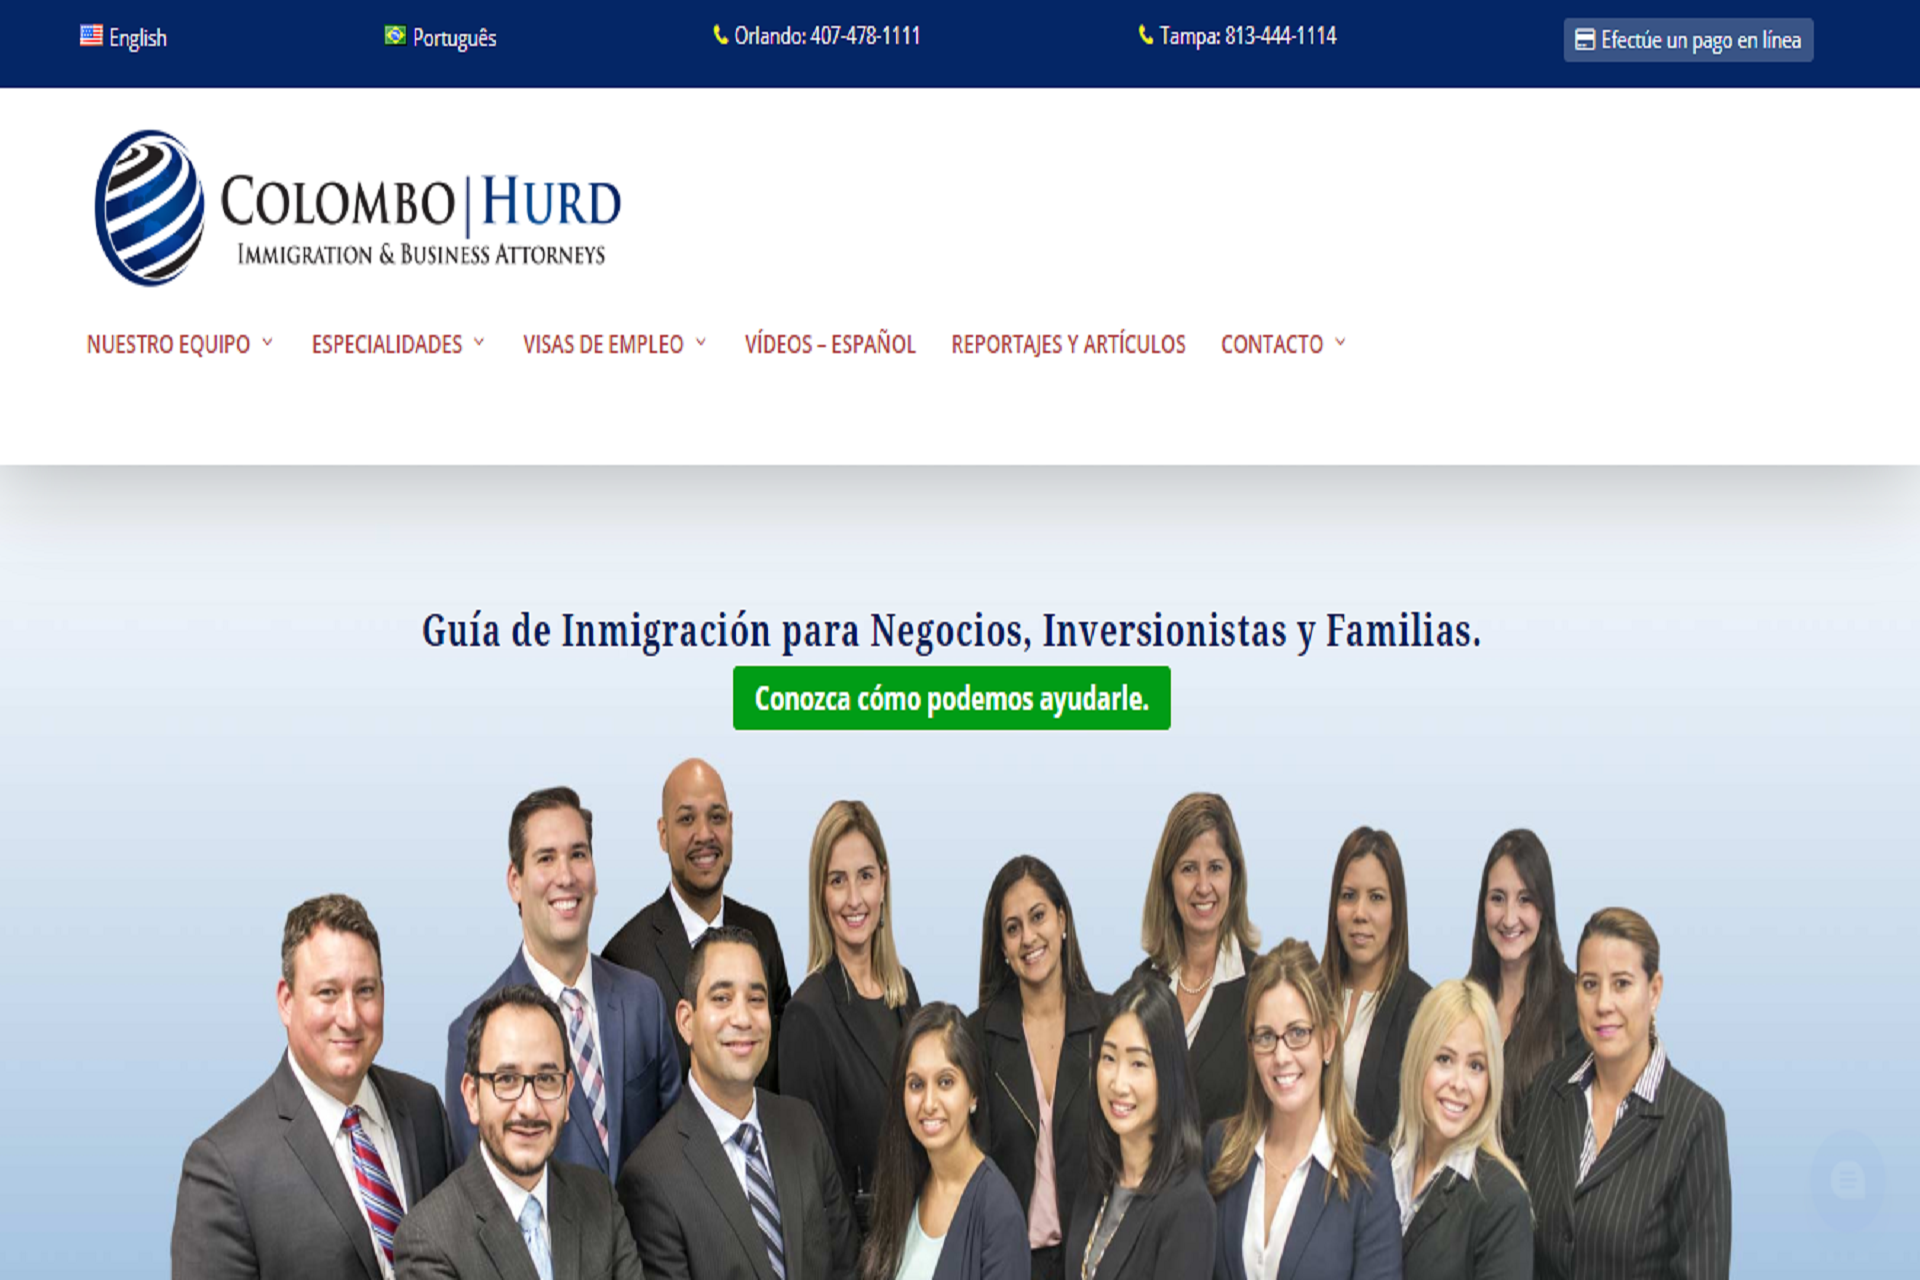 English
Português
Orlando: 407-478-1111
Tampa: 813-444-1114
Efectúe un pago en línea
COLOMBO|HURD
IMMIGRATION & BUSINESS ATTORNEYS
NUESTRO EQUIPO
ESPECIALIDADES
VISAS DE EMPLEO
VÍDEOS – ESPAÑOL
REPORTAJES Y ARTÍCULOS
CONTACTO
Guía de Inmigración para Negocios, Inversionistas y Familias.
Conozca cómo podemos ayudarle.